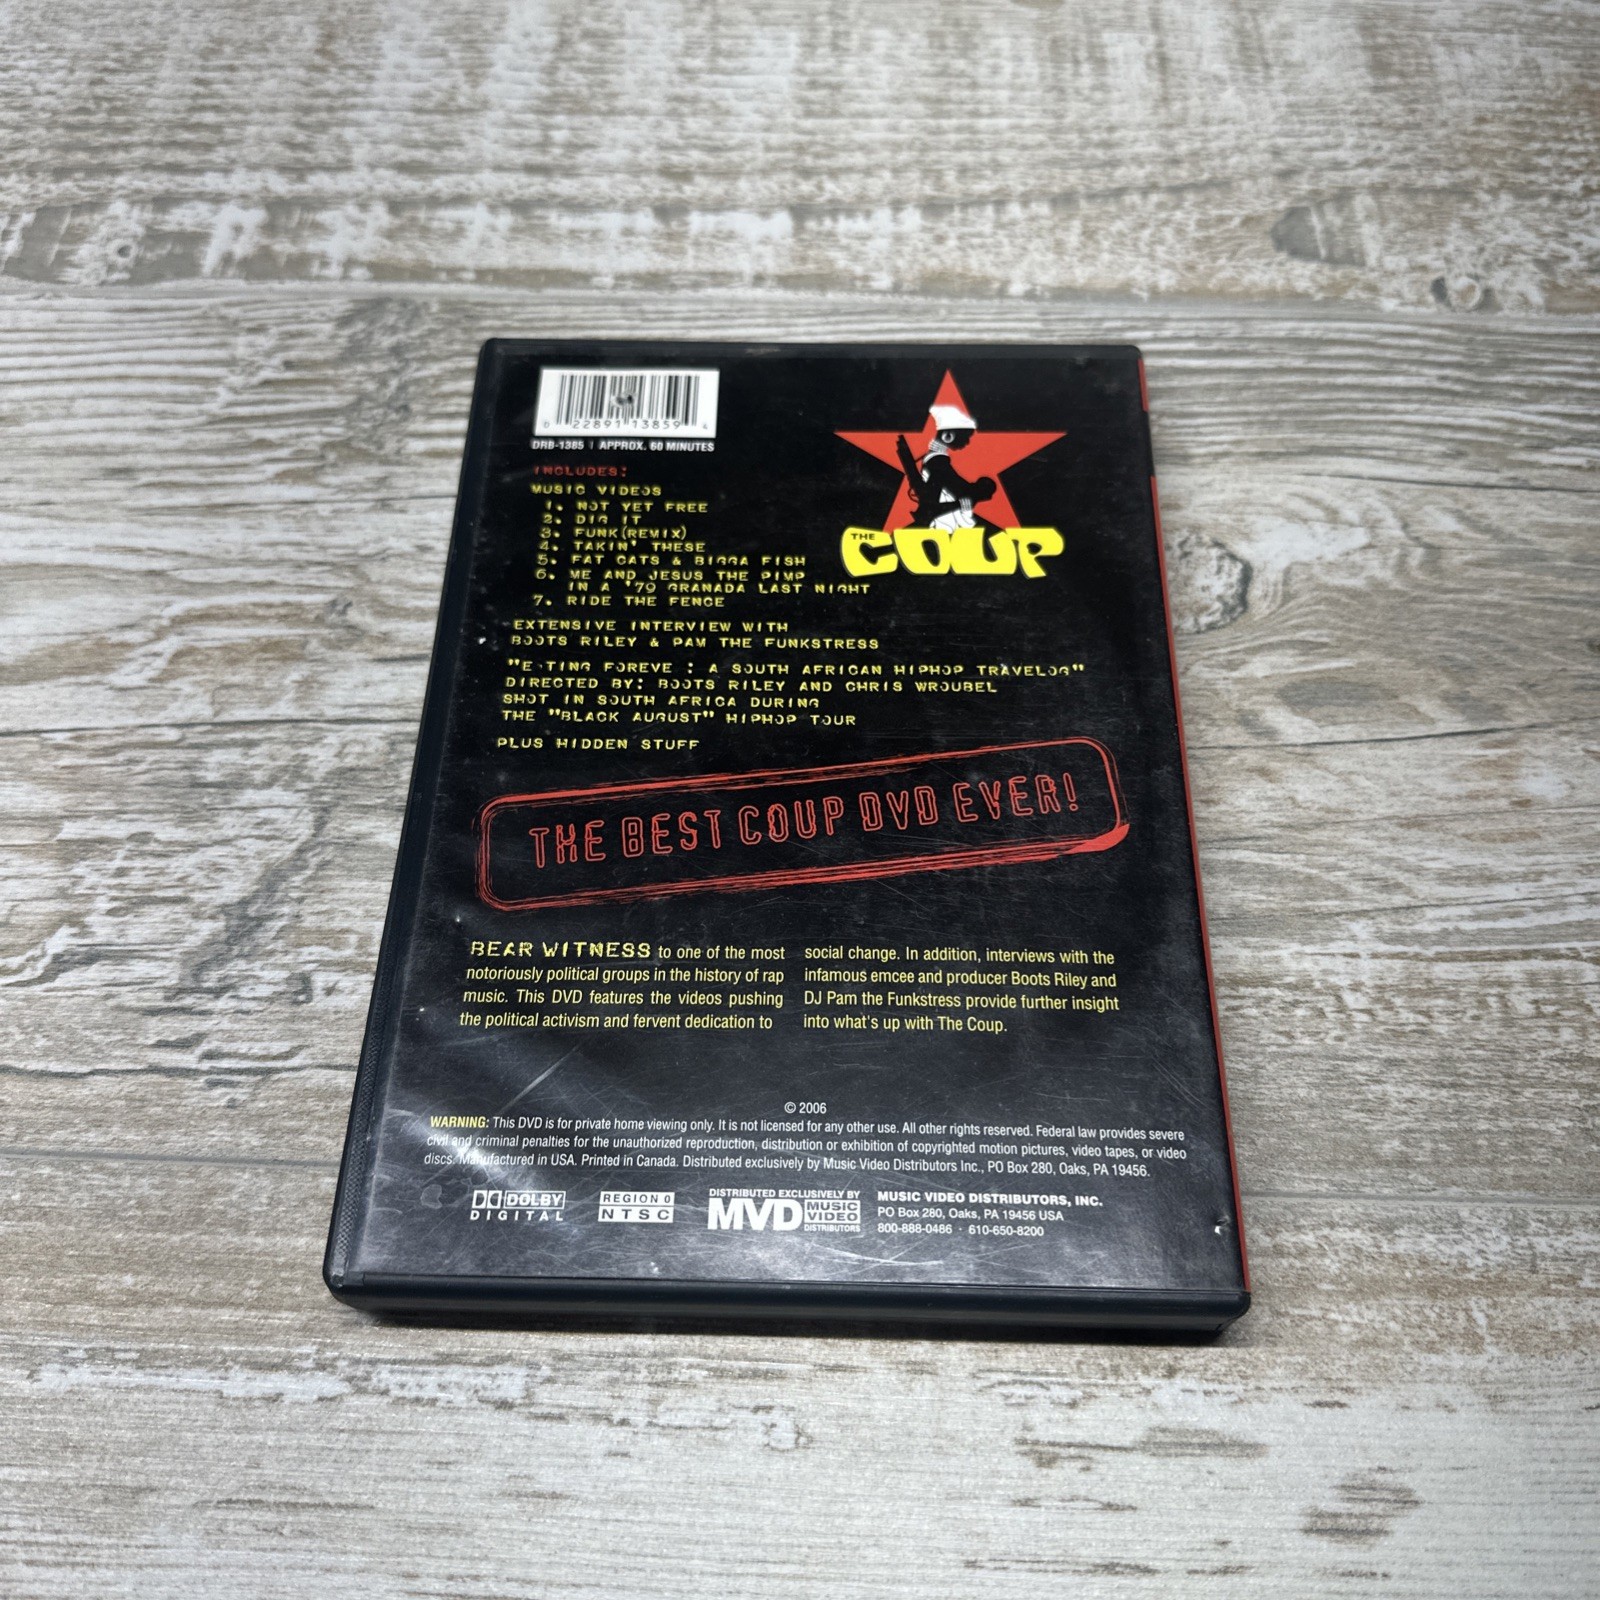 0 22891 13859 4
DRB-1385 | APPROX. 60 MINUTES
THE
COUP
INCLUDES:
MUSIC VIDEOS
1. NOT YET FREE
2. DIG IT
3. FUNK (REMIX)
4. TAKIN' THESE
5. FAT CATS & BIGGA FISH
6. ME AND JESUS THE PIMP
IN A '79 GRANADA LAST NIGHT
7. RIDE THE FENCE
EXTENSIVE INTERVIEW WITH
BOOTS RILEY & PAM THE FUNKSTRESS
: A SOUTH AFRICAN HIPHOP TRAVELOG"
DIRECTED BY: BOOTS RILEY AND CHRIS WROUBEL
SHOT IN SOUTH AFRICA DURING
THE "BLACK AUGUST" HIPHOP TOUR
PLUS HIDDEN STUFF
THE BEST COUP DVD EVER!
BEAR WITNESS to one of the most
notoriously political groups in the history of rap
music. This DVD features the videos pushing
the political activism and fervent dedication to
social change. In addition, interviews with the
infamous emcee and producer Boots Riley and
DJ Pam the Funkstress provide further insight
into what's up with The Coup.
© 2006
WARNING: This DVD is for private home viewing only. It is not licensed for any other use. All other rights reserved. Federal law provides severe
civil and criminal penalties for the unauthorized reproduction, distribution or exhibition of copyrighted motion pictures, video tapes, or video
discs. Manufactured in USA. Printed in Canada. Distributed exclusively by Music Video Distributors Inc., PO Box 280, Oaks, PA 19456.
DOLBY
DIGITAL
REGION 0
NTSC
DISTRIBUTED EXCLUSIVELY BY
MVD MUSIC
VIDEO
DISTRIBUTORS
MUSIC VIDEO DISTRIBUTORS, INC.
PO Box 280, Oaks, PA 19456 USA
800-888-0486 · 610-650-8200